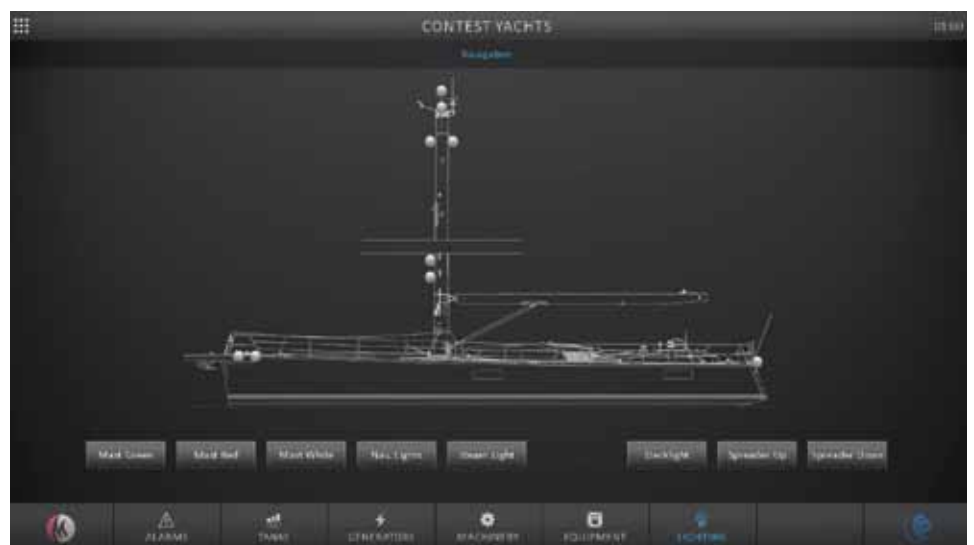 CONTEST YACHTS
Navigation
Mast Green Mast Red Mast White Nav. Lights Steam Light Decklight Spreader Up Spreader Down
ALARMS TANKS GENERATORS MACHINERY EQUIPMENT LIGHTING